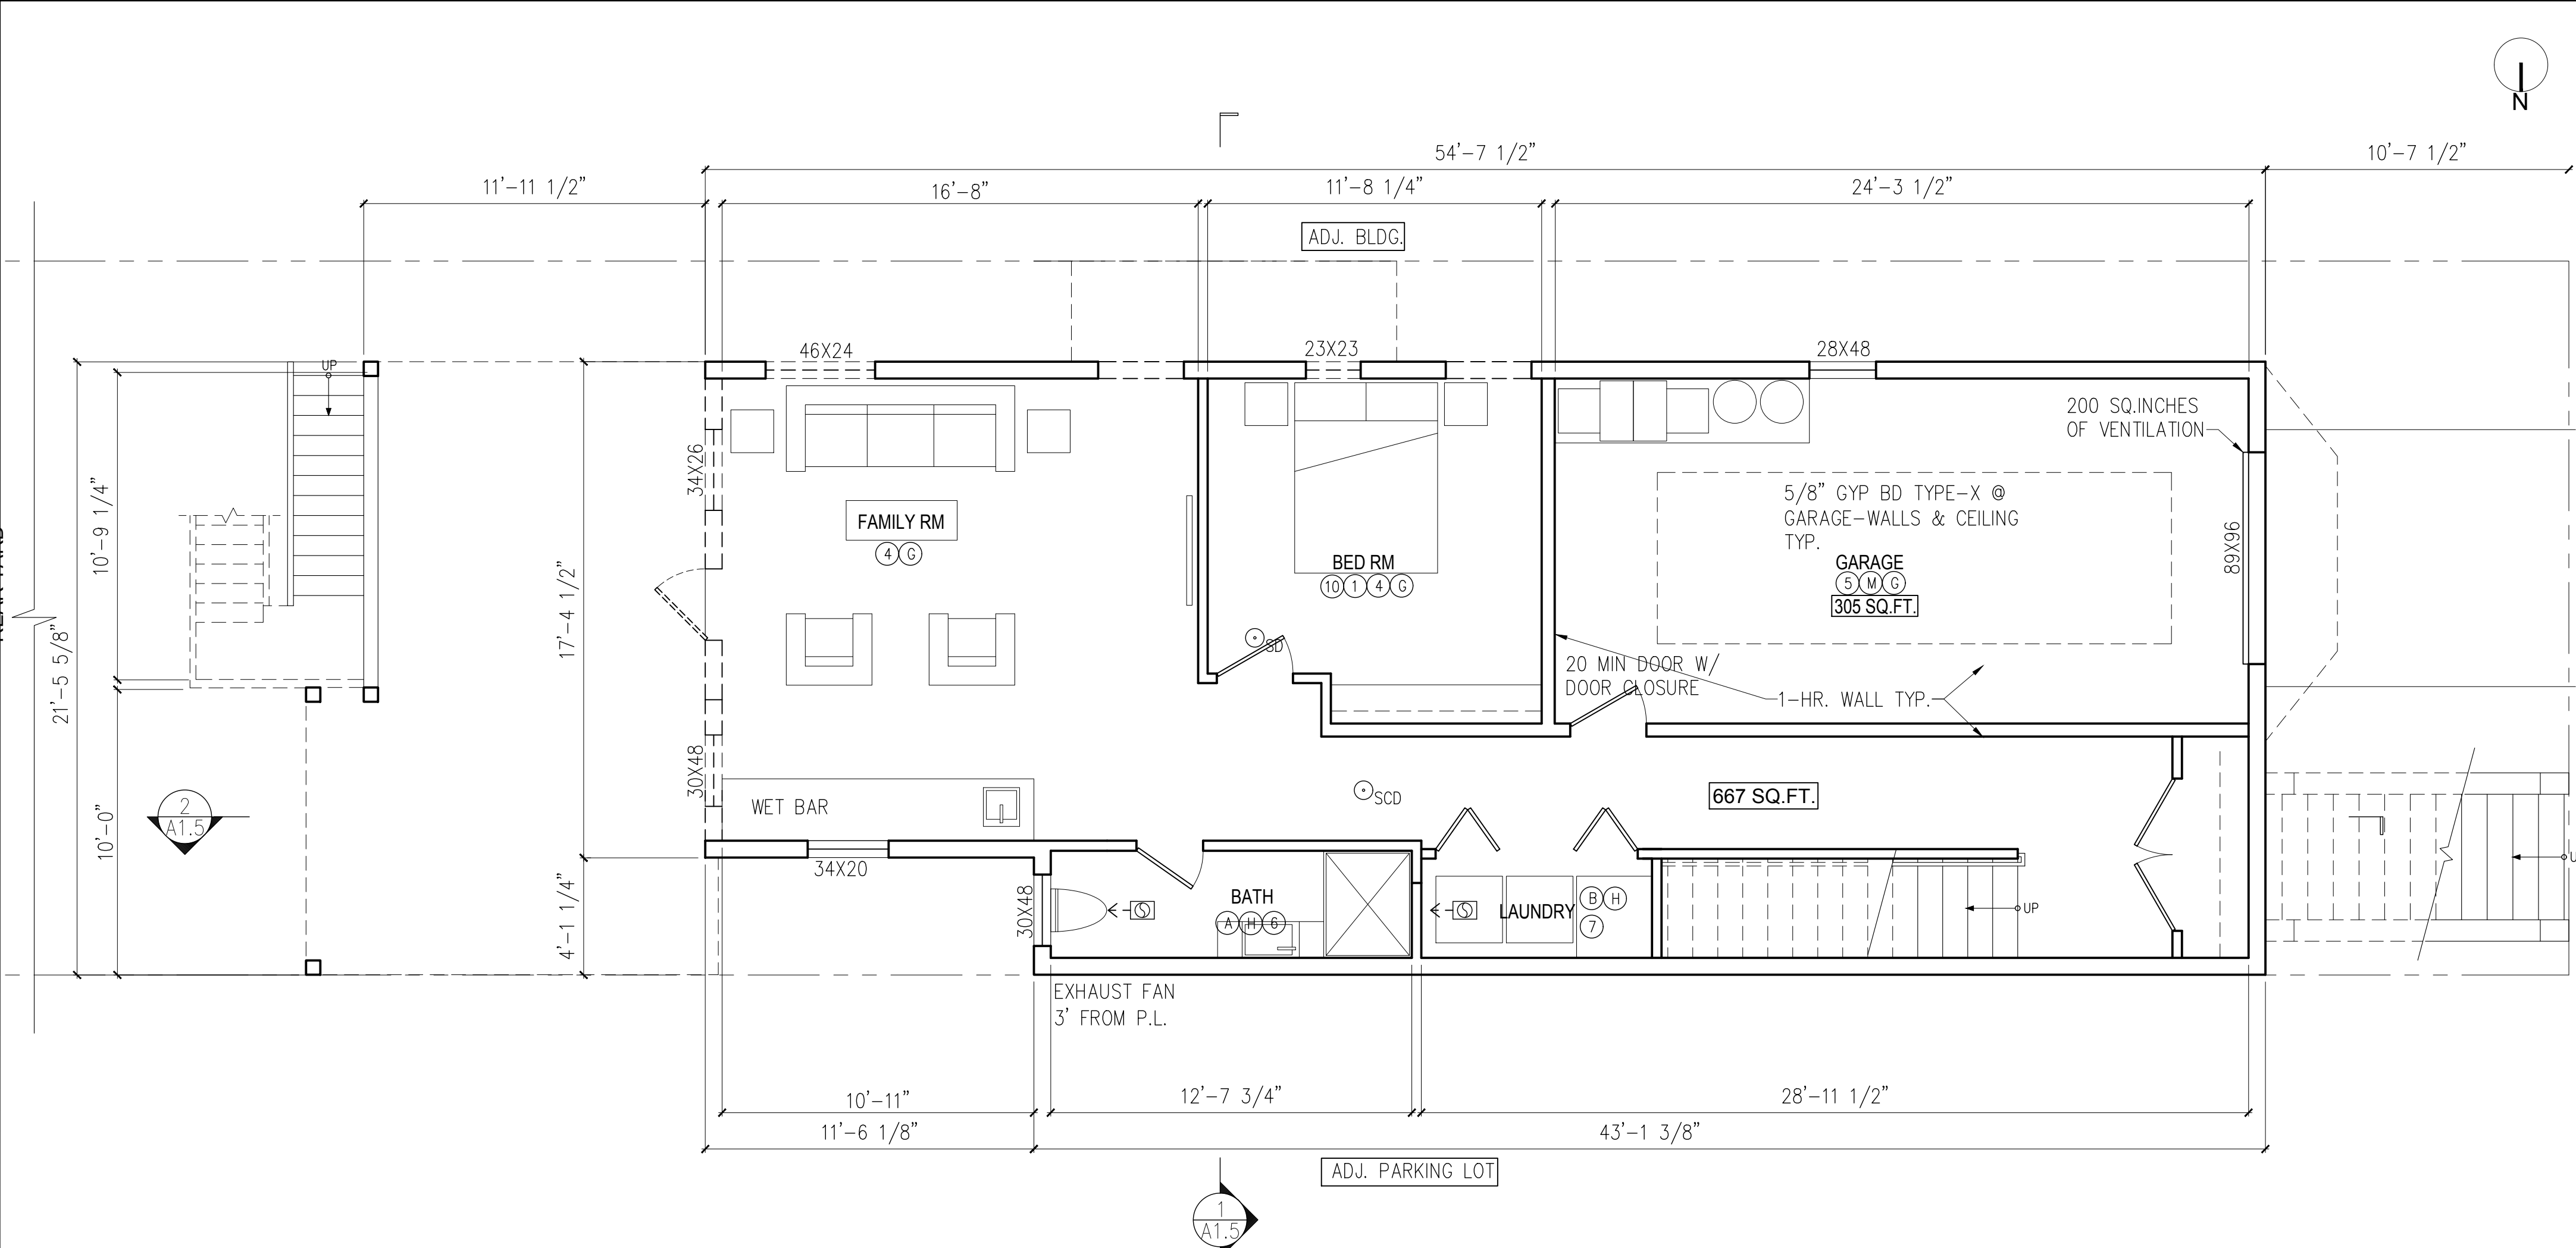 N
54'-7 1/2"
10'-7 1/2"
11'-11 1/2"
16'-8"
11'-8 1/4"
24'-3 1/2"
ADJ. BLDG.
46X24
23X23
28X48
UP
200 SQ.INCHES
OF VENTILATION
34X26
5/8" GYP BD TYPE-X @
GARAGE-WALLS & CEILING
TYP.
FAMILY RM
4 G
BED RM
10 1 4 G
GARAGE
5 M G
305 SQ.FT.
89X96
10'-9 1/4"
21'-5 5/8"
17'-4 1/2"
SD
20 MIN DOOR W/
DOOR CLOSURE
1-HR. WALL TYP.
30X48
WET BAR
SCD
667 SQ.FT.
2
A1.5
10'-0"
34X20
4'-1 1/4"
30X48
BATH
A H 6
LAUNDRY
B H
7
UP
EXHAUST FAN
3' FROM P.L.
10'-11"
12'-7 3/4"
28'-11 1/2"
11'-6 1/8"
43'-1 3/8"
ADJ. PARKING LOT
1
A1.5